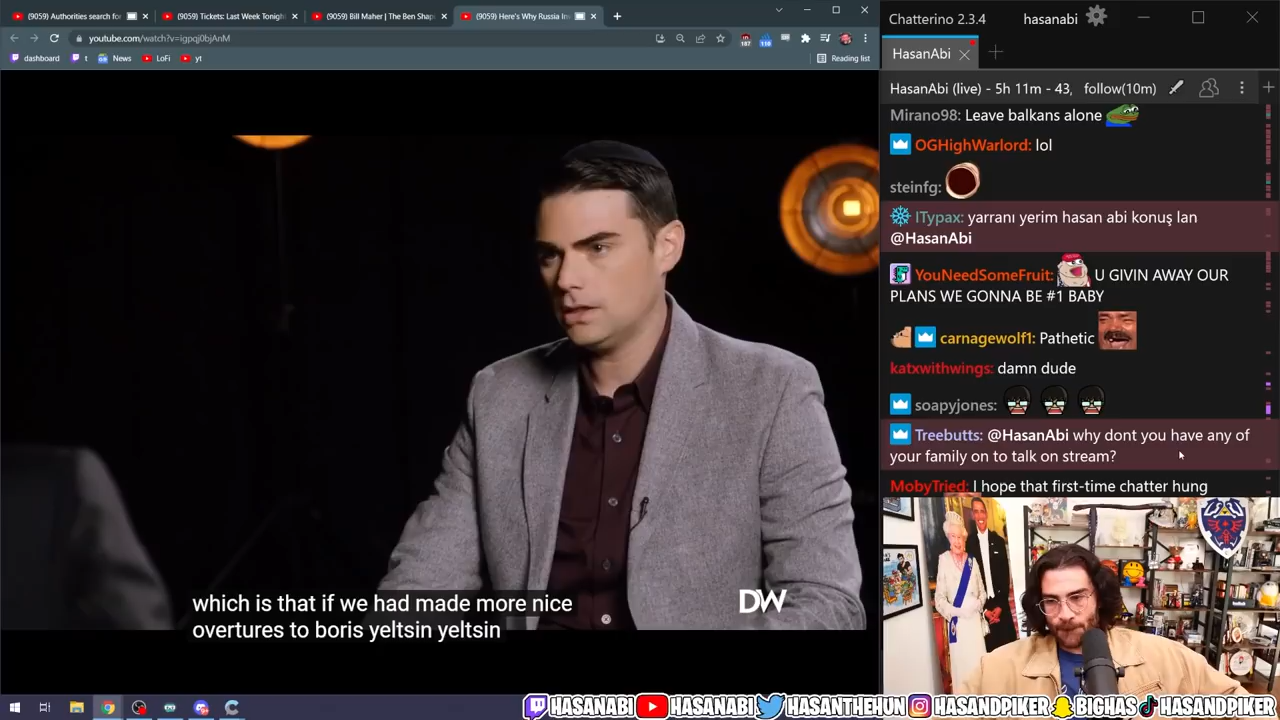 (9059) Authorities search for
(9059) Tickets: Last Week Tonigh
(9059) Bill Maher | The Ben Shap
(9059) Here's Why Russia In
youtube.com/watch?v=igpqj0bjAnM
187
118
dashboard
t
News
LoFi
yt
Reading list
which is that if we had made more nice
overtures to boris yeltsin yeltsin
DW
Chatterino 2.3.4
hasanabi
HasanAbi
HasanAbi (live) - 5h 11m - 43,
follow(10m)
Mirano98: Leave balkans alone
OGHighWarlord: lol
steinfg:
ITypax: yarranı yerim hasan abi konuş lan
@HasanAbi
YouNeedSomeFruit: U GIVIN AWAY OUR
PLANS WE GONNA BE #1 BABY
carnagewolf1: Pathetic
katxwithwings: damn dude
soapyjones:
Treebutts: @HasanAbi why dont you have any of
your family on to talk on stream?
MobyTried: I hope that first-time chatter hung
HASANABI HASANABI HASANTHEHUN HASANDPIKER BIGHAS HASANDPIKER